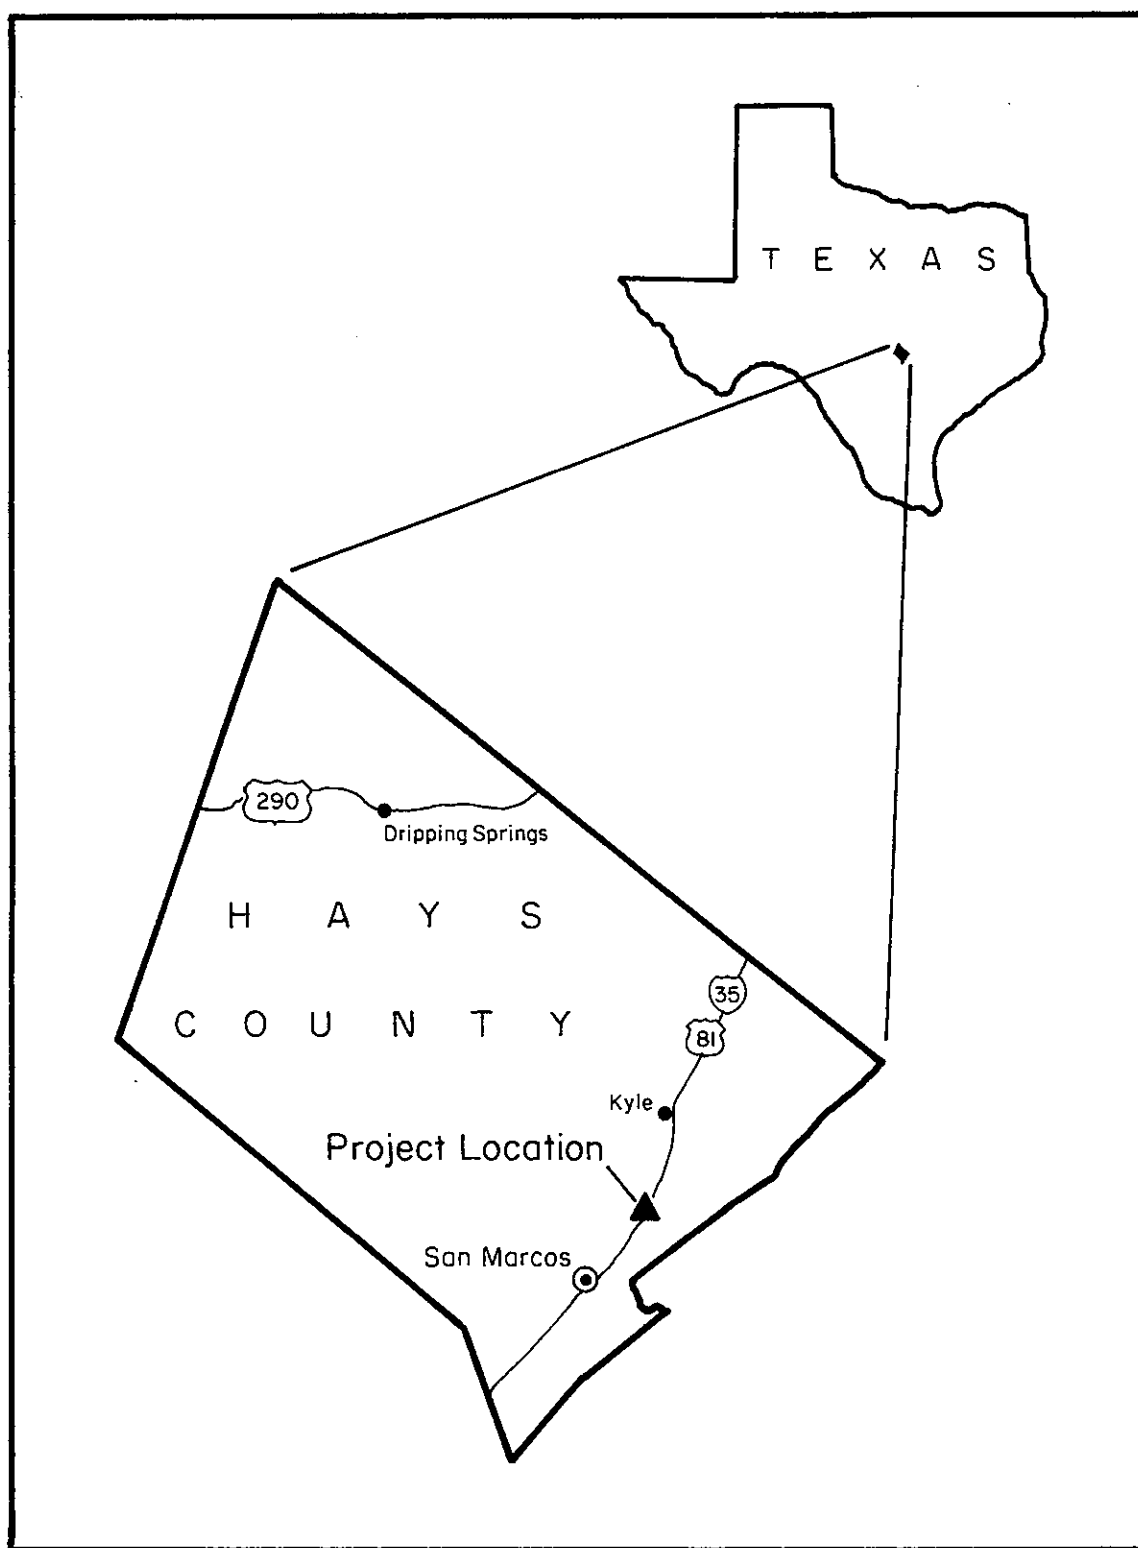 T E X A S
290
Dripping Springs
H A Y S
C O U N T Y
35
81
Kyle
Project Location
San Marcos